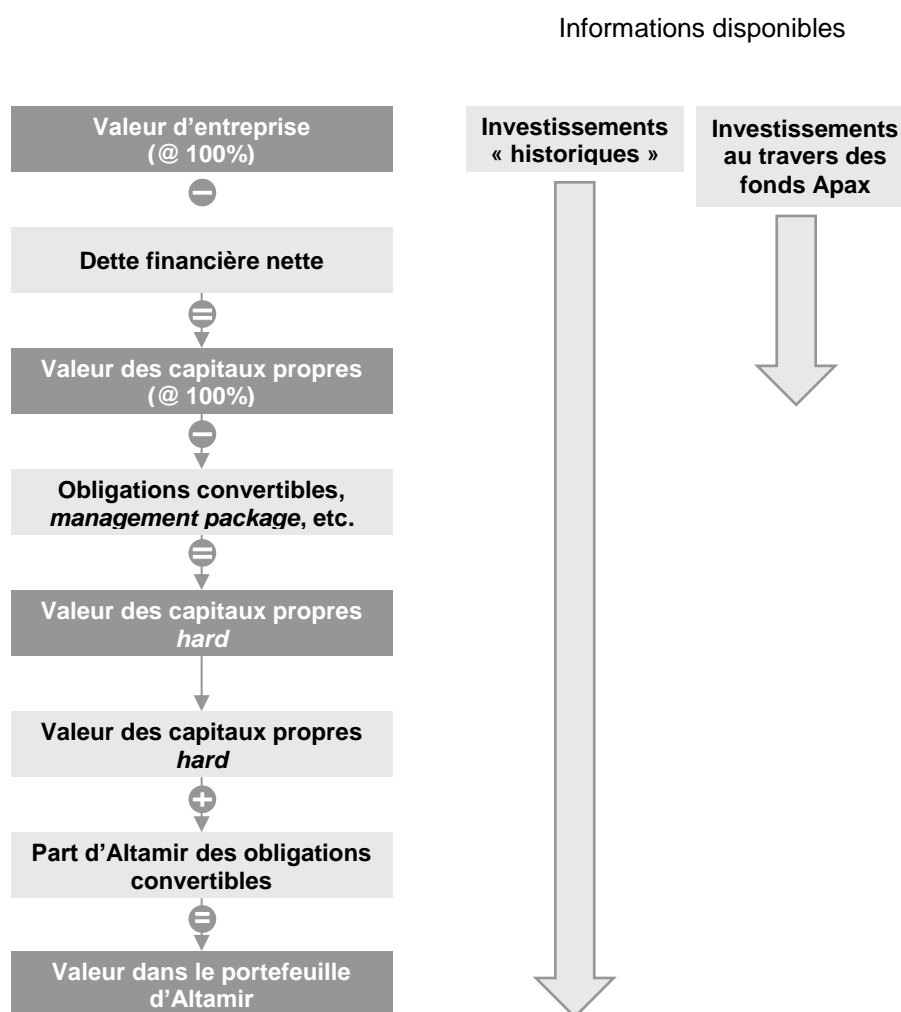 Informations disponibles
Valeur d'entreprise
(@ 100%)
Investissements
« historiques »
Investissements
au travers des
fonds Apax
Dette financière nette
Valeur des capitaux propres
(@ 100%)
Obligations convertibles,
management package, etc.
Valeur des capitaux propres
hard
Valeur des capitaux propres
hard
Part d'Altamir des obligations
convertibles
Valeur dans le portefeuille
d'Altamir